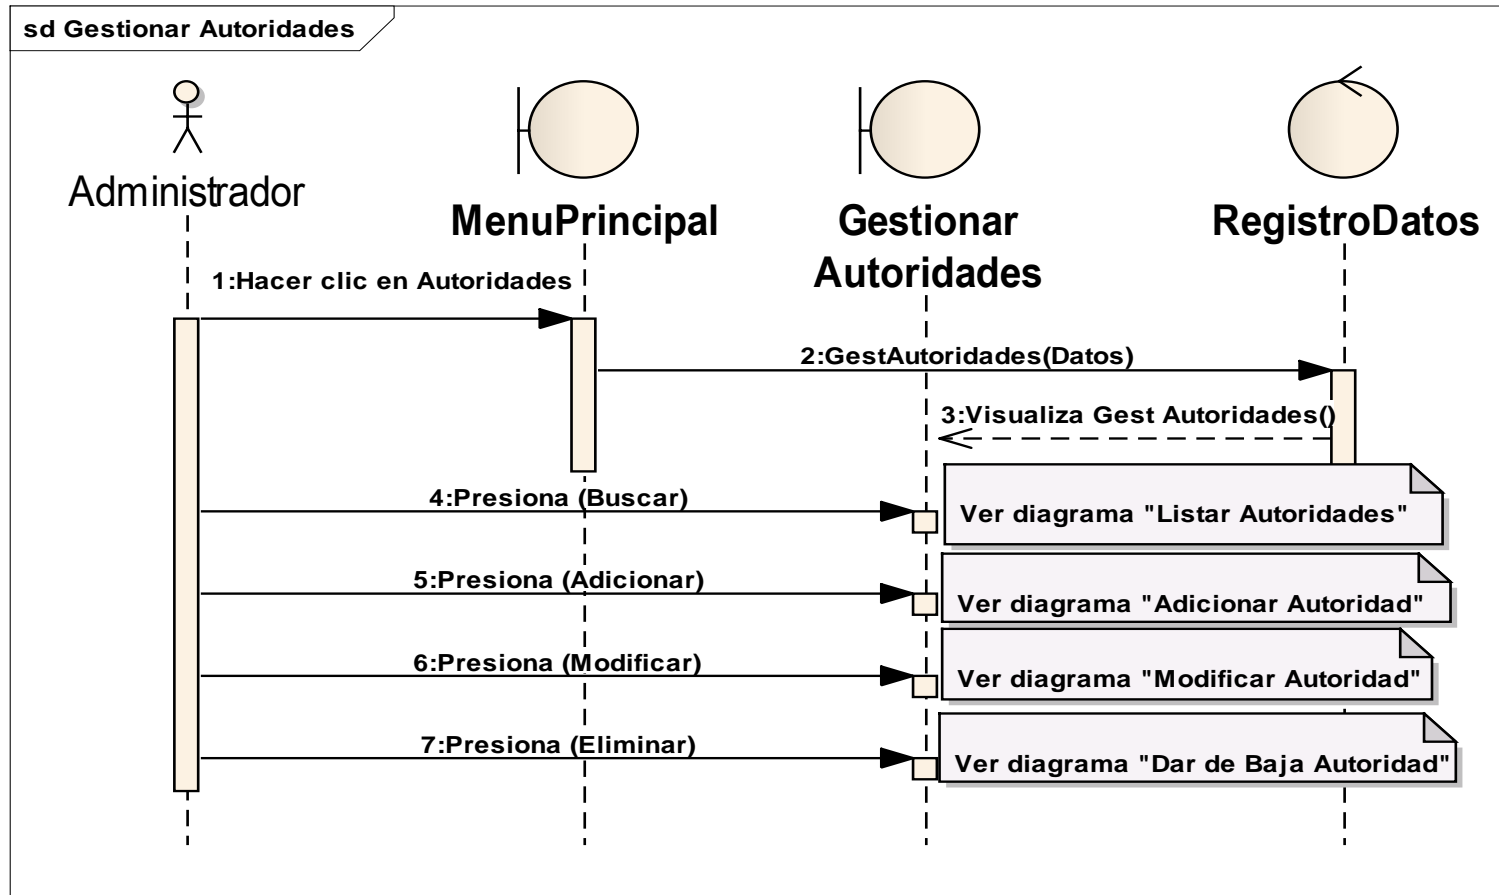 sd Gestionar Autoridades
Administrador
MenuPrincipal
Gestionar
Autoridades
RegistroDatos
1:Hacer clic en Autoridades
2:GestAutoridades(Datos)
3:Visualiza Gest Autoridades()
4:Presiona (Buscar)
Ver diagrama "Listar Autoridades"
5:Presiona (Adicionar)
Ver diagrama "Adicionar Autoridad"
6:Presiona (Modificar)
Ver diagrama "Modificar Autoridad"
7:Presiona (Eliminar)
Ver diagrama "Dar de Baja Autoridad"